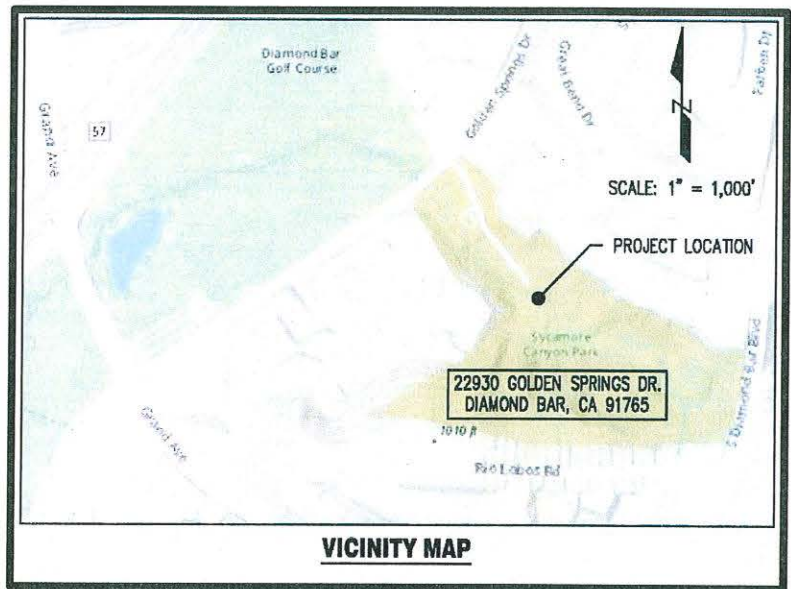 Diamond Bar
Golf Course
Golden Springs Dr
Great Bend Dr
Grand Ave
57
N
SCALE: 1" = 1,000'
PROJECT LOCATION
Sycamore
Canyon Park
22930 GOLDEN SPRINGS DR.
DIAMOND BAR, CA 91765
S Diamond Bar Blvd
1010 ft
Grand Ave
Rio Lobos Rd
VICINITY MAP